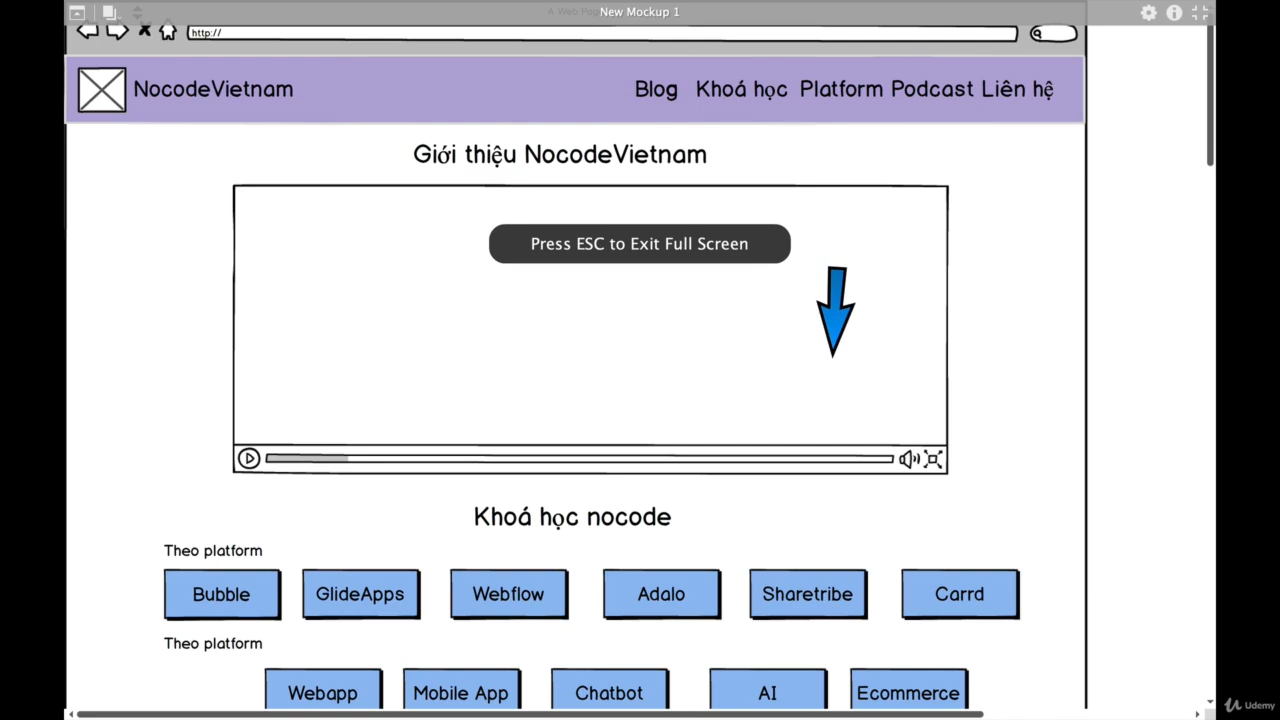 New Mockup 1
http://
NocodeVietnam Blog Khoá học Platform Podcast Liên hệ
Giới thiệu NocodeVietnam
Press ESC to Exit Full Screen
Khoá học nocode
Theo platform
Bubble GlideApps Webflow Adalo Sharetribe Carrd
Theo platform
Webapp Mobile App Chatbot AI Ecommerce
Udemy